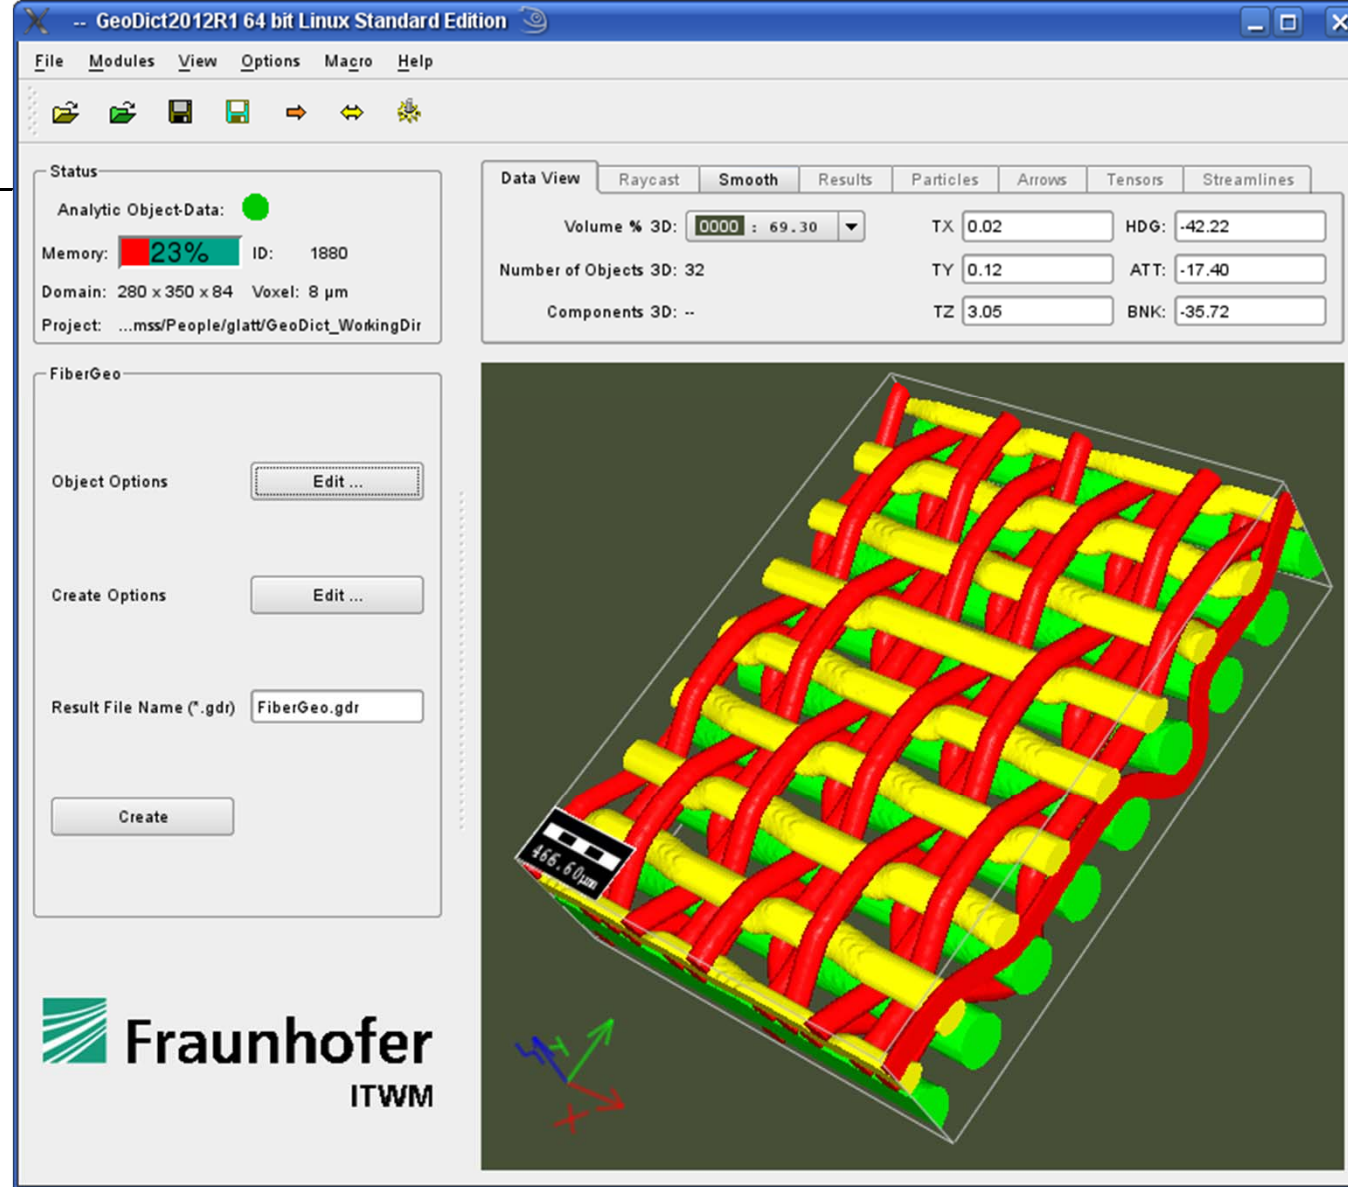 -- GeoDict2012R1 64 bit Linux Standard Edition
File Modules View Options Macro Help
Status
Analytic Object-Data:
Memory: 23% ID: 1880
Domain: 280 x 350 x 84 Voxel: 8 µm
Project: ...mss/People/glatt/GeoDict_WorkingDir
Data View Raycast Smooth Results Particles Arrows Tensors Streamlines
Volume % 3D: 0000 : 69.30 TX 0.02 HDG: -42.22
Number of Objects 3D: 32 TY 0.12 ATT: -17.40
Components 3D: -- TZ 3.05 BNK: -35.72
FiberGeo
Object Options Edit ...
Create Options Edit ...
Result File Name (*.gdr) FiberGeo.gdr
Create
466.60µm
Y
X
Fraunhofer
ITWM